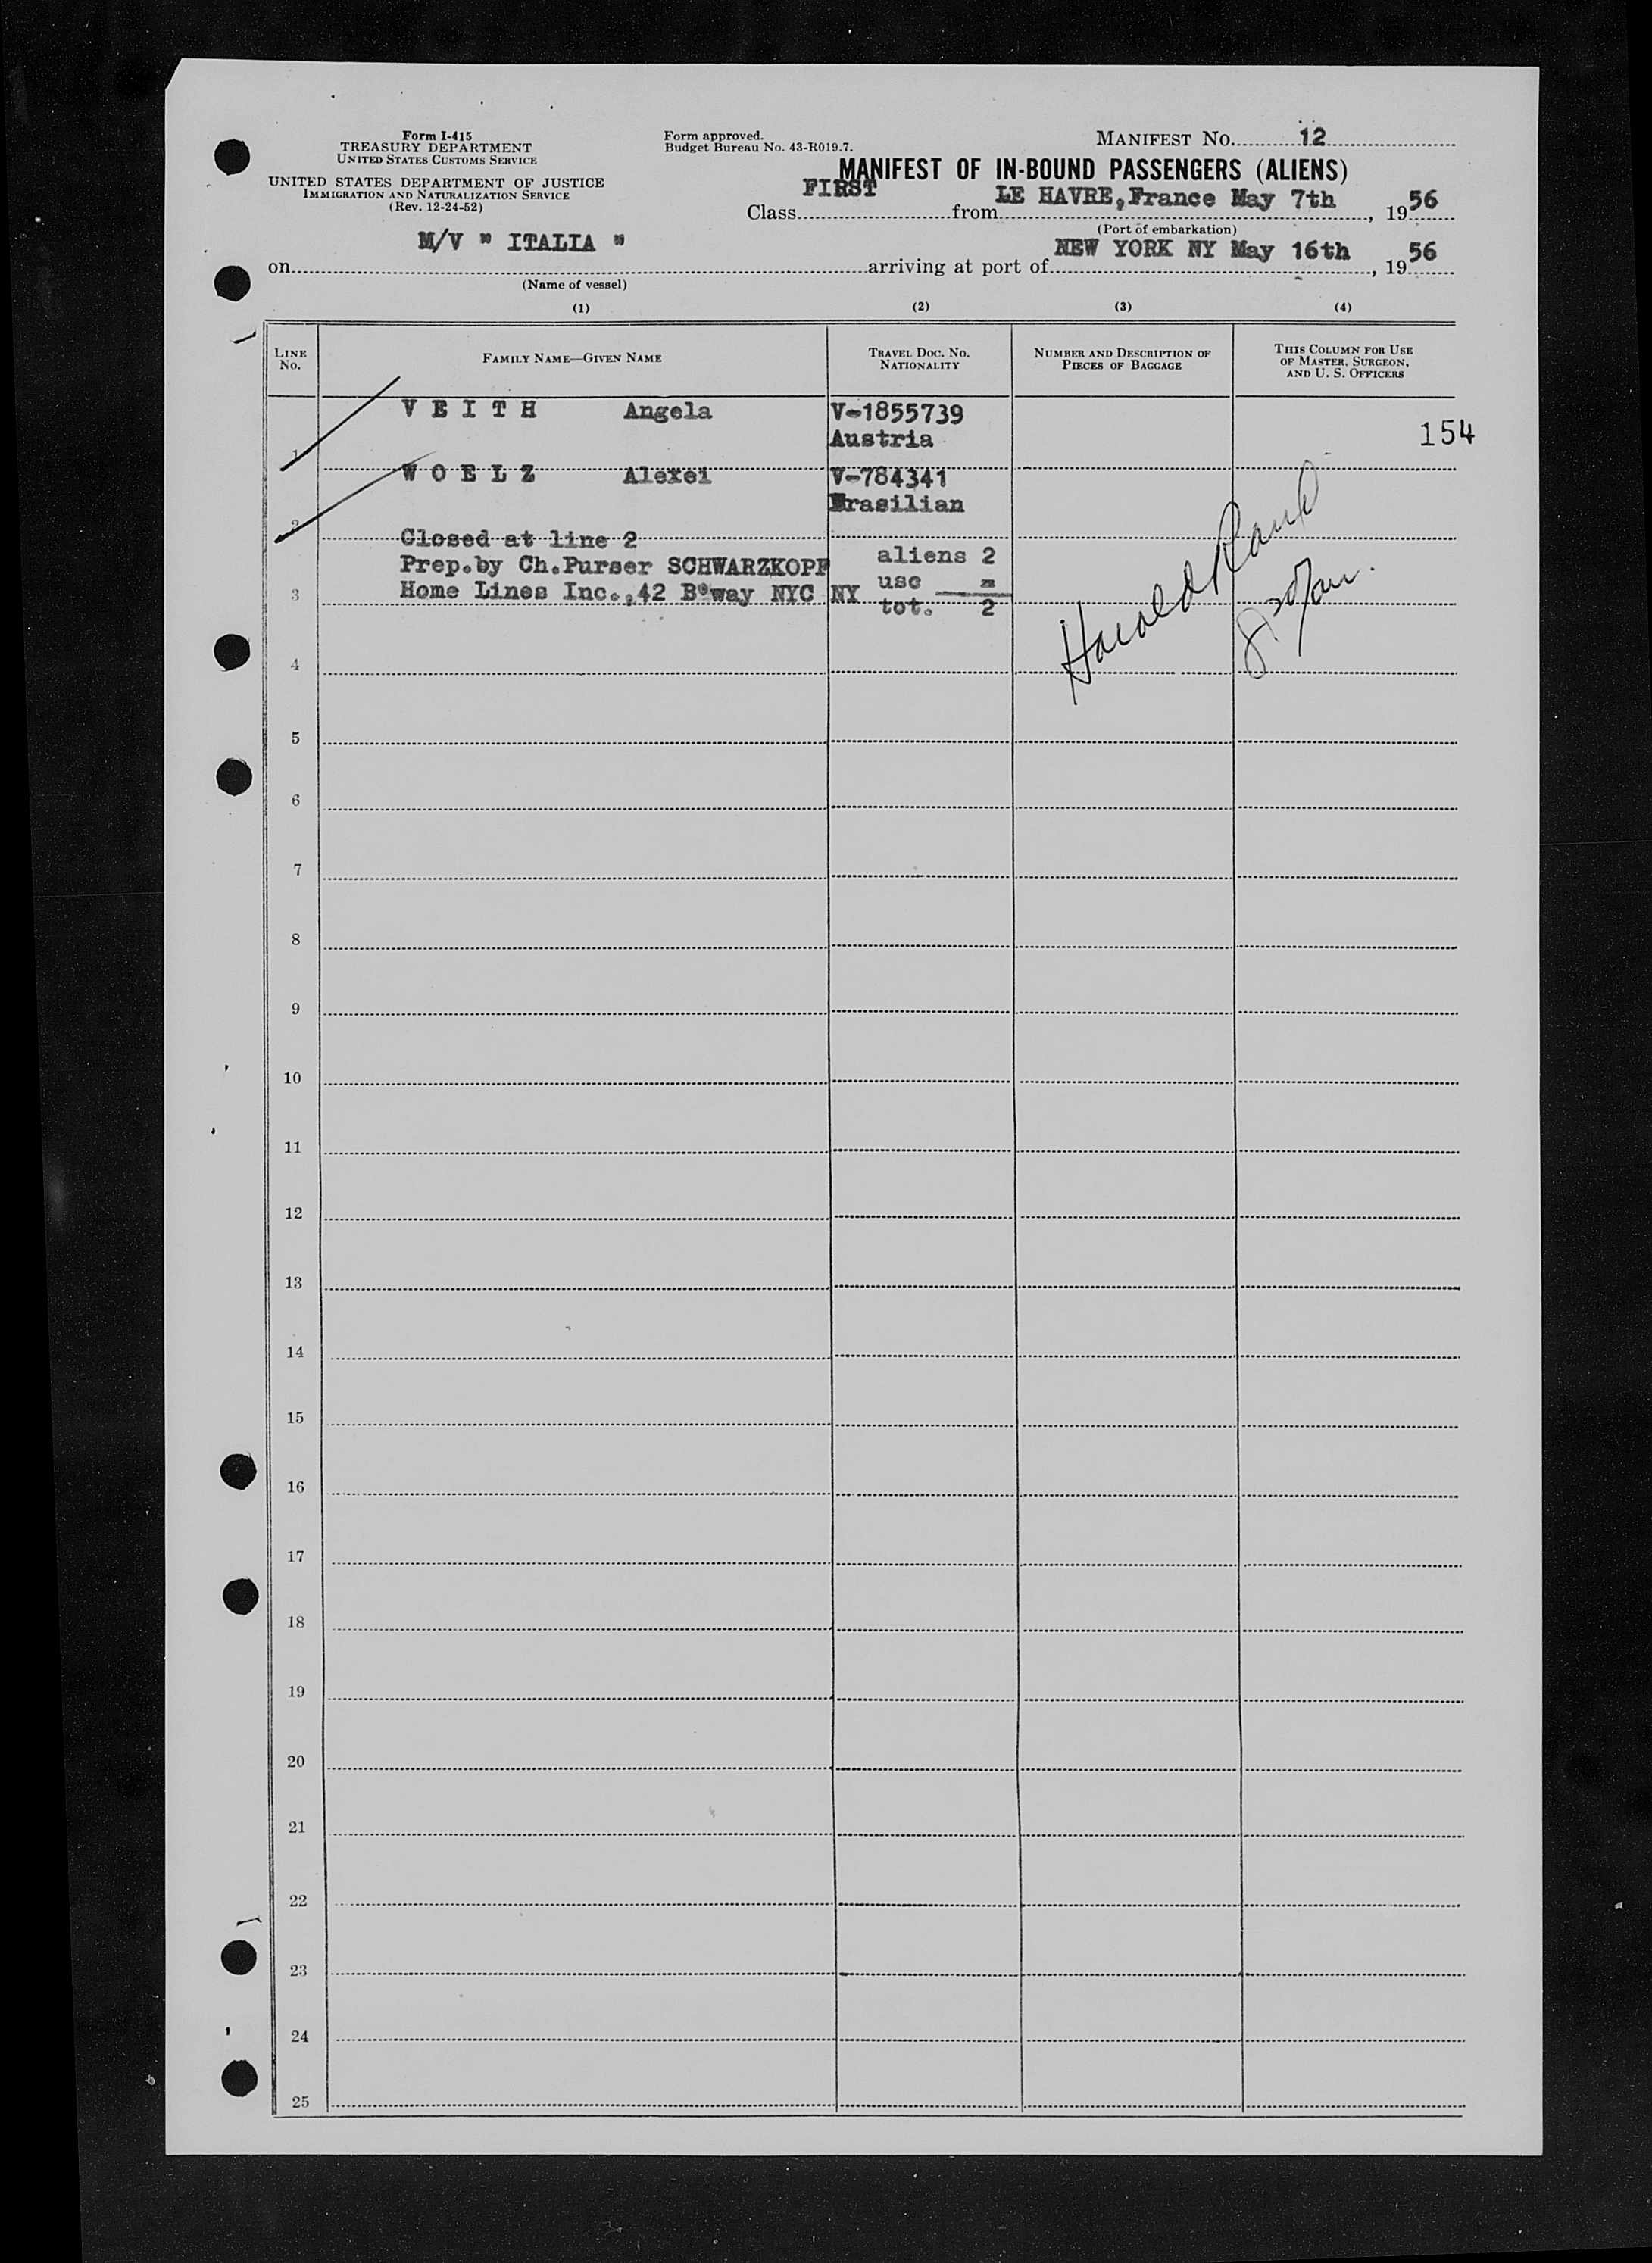 Form I-415
TREASURY DEPARTMENT
UNITED STATES CUSTOMS SERVICE
UNITED STATES DEPARTMENT OF JUSTICE
IMMIGRATION AND NATURALIZATION SERVICE
(Rev. 12-24-52)
Form approved.
Budget Bureau No. 43-R019.7.
MANIFEST No. 12
MANIFEST OF IN-BOUND PASSENGERS (ALIENS)
Class FIRST from LE HAVRE, France May 7th, 1956
(Port of embarkation)
on M/V " ITALIA " arriving at port of NEW YORK NY May 16th, 1956
(Name of vessel)
(1) (2) (3) (4)
LINE No. FAMILY NAME—GIVEN NAME TRAVEL DOC. No. NATIONALITY NUMBER AND DESCRIPTION OF PIECES OF BAGGAGE THIS COLUMN FOR USE OF MASTER, SURGEON, AND U. S. OFFICERS
1 V E I T H Angela V-1855739
Austria 154
2 W O E L Z Alexei V-784341
Brasilian
Closed at line 2
Prep.by Ch.Purser SCHWARZKOPF aliens 2
3 Home Lines Inc.,42 B'way NYC NY usc =
tot. 2
Harold
4
5
6
7
8
9
10
11
12
13
14
15
16
17
18
19
20
21
22
23
24
25